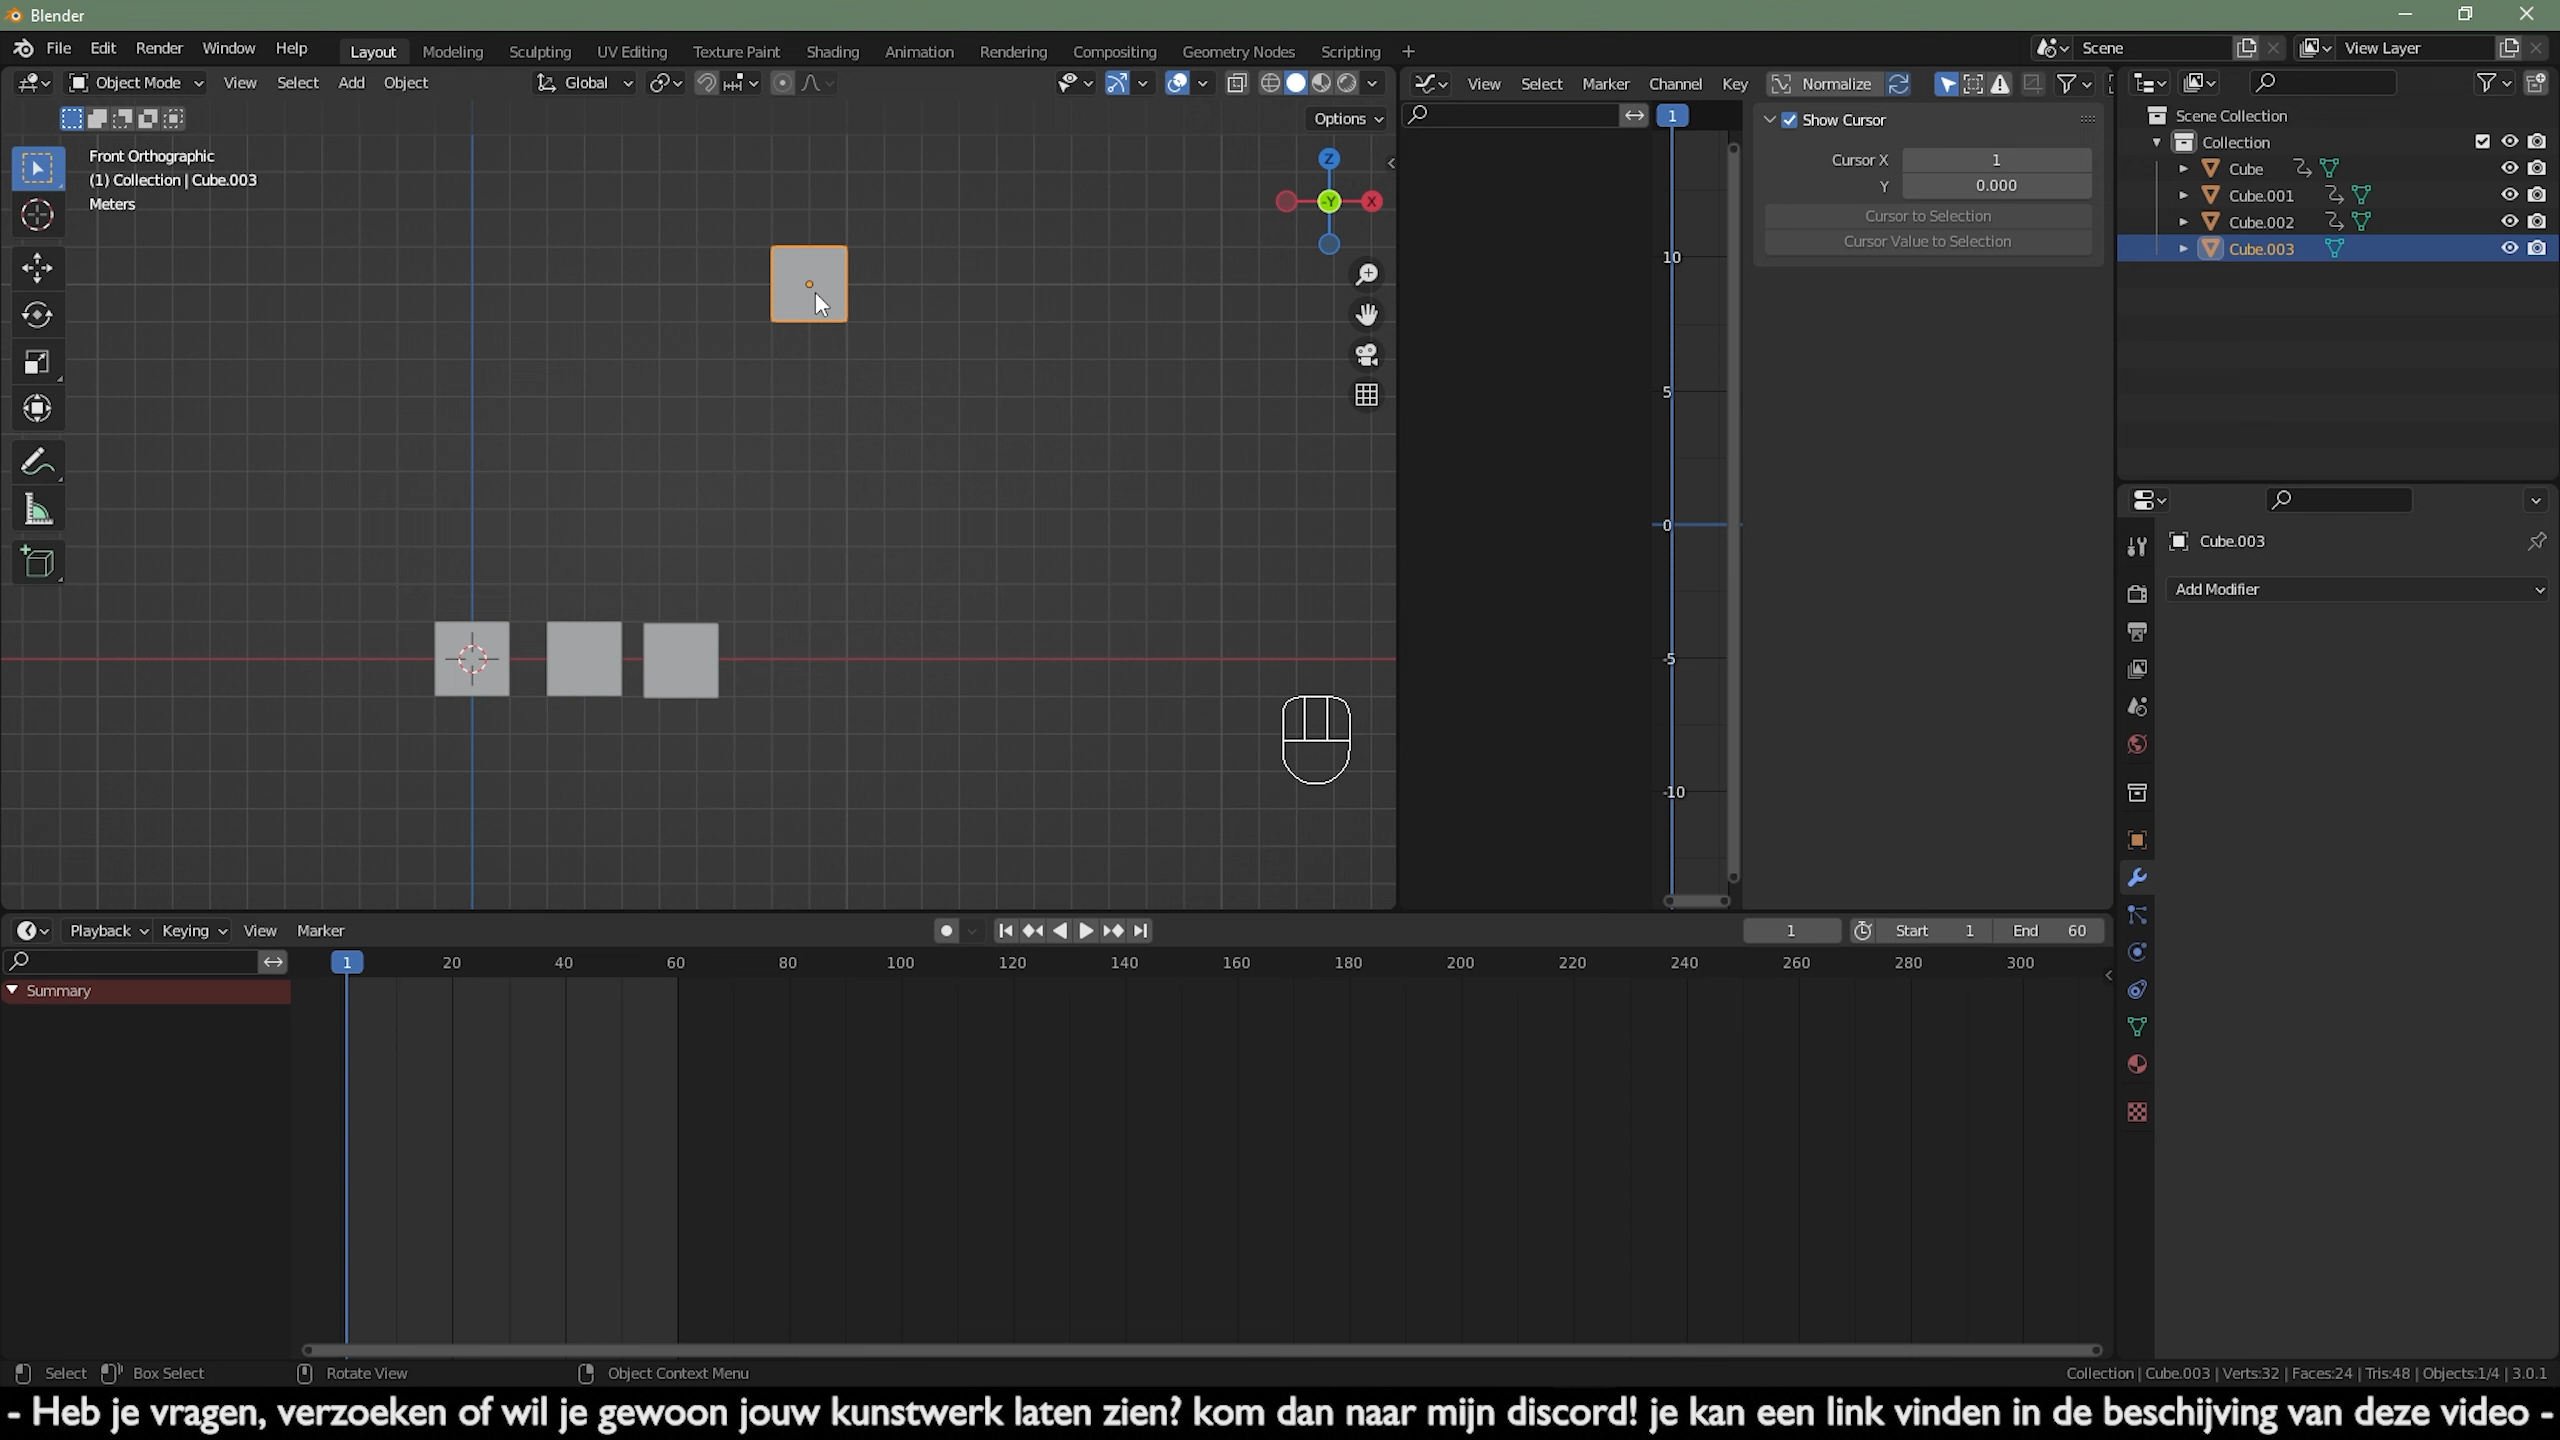 Blender
File Edit Render Window Help Layout Modeling Sculpting UV Editing Texture Paint Shading Animation Rendering Compositing Geometry Nodes Scripting + Scene View Layer
Object Mode View Select Add Object Global
Options
Front Orthographic
(1) Collection | Cube.003
Meters
Z
-Y
X
View Select Marker Channel Key Normalize
1
10
5
0
-5
-10
Show Cursor
Cursor X 1
Y 0.000
Cursor to Selection
Cursor Value to Selection
Scene Collection
Collection
Cube
Cube.001
Cube.002
Cube.003
Cube.003
Add Modifier
Playback Keying View Marker 1 Start 1 End 60
1 20 40 60 80 100 120 140 160 180 200 220 240 260 280 300
Summary
Select Box Select Rotate View Object Context Menu Collection | Cube.003 | Verts:32 | Faces:24 | Tris:48 | Objects:1/4 | 3.0.1
- Heb je vragen, verzoeken of wil je gewoon jouw kunstwerk laten zien? kom dan naar mijn discord! je kan een link vinden in de beschijving van deze video -